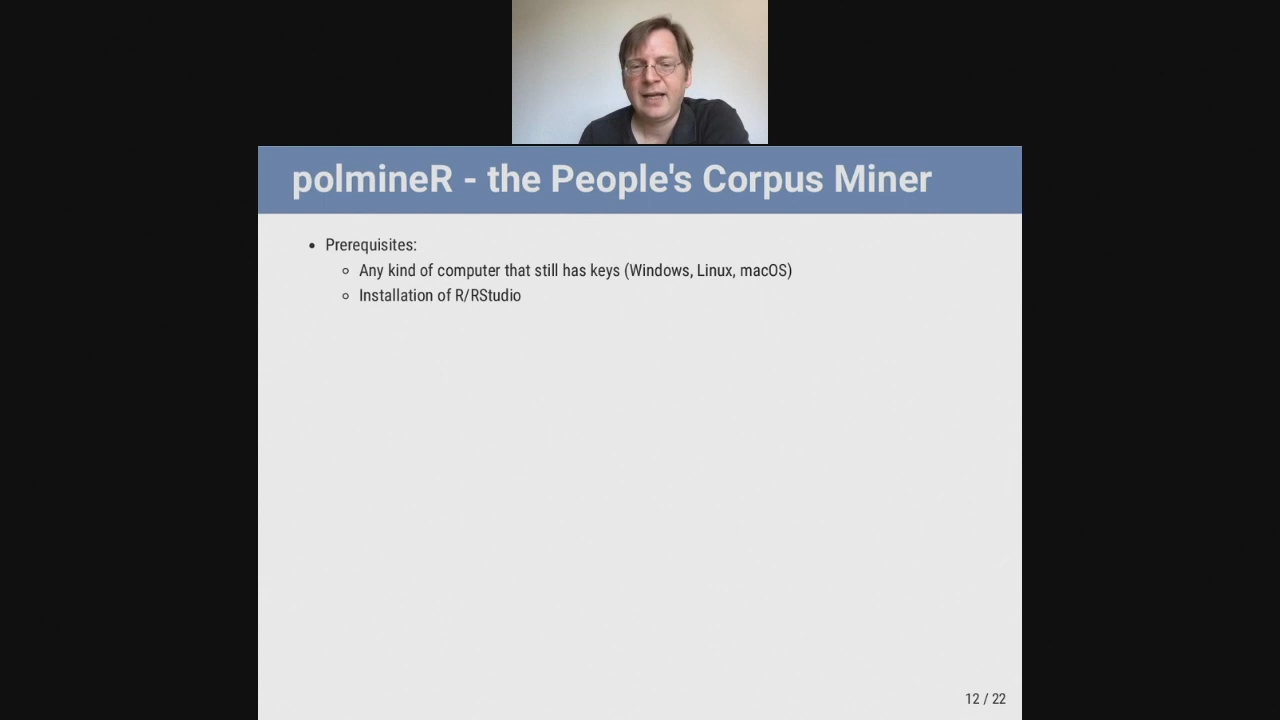 polmineR - the People's Corpus Miner
• Prerequisites:
◦ Any kind of computer that still has keys (Windows, Linux, macOS)
◦ Installation of R/RStudio
12 / 22